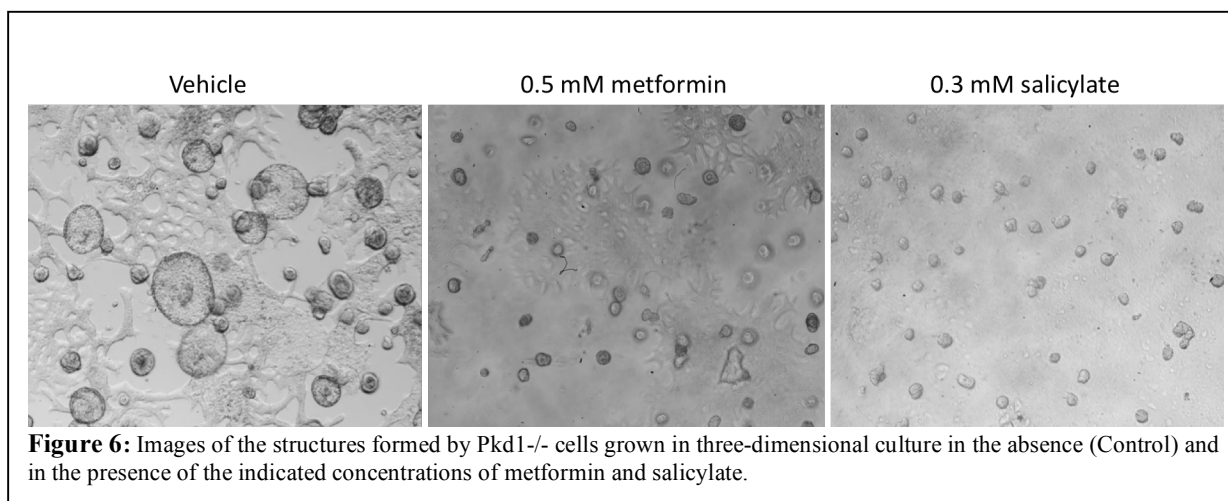 Vehicle
0.5 mM metformin
0.3 mM salicylate
Figure 6: Images of the structures formed by Pkd1-/- cells grown in three-dimensional culture in the absence (Control) and
in the presence of the indicated concentrations of metformin and salicylate.